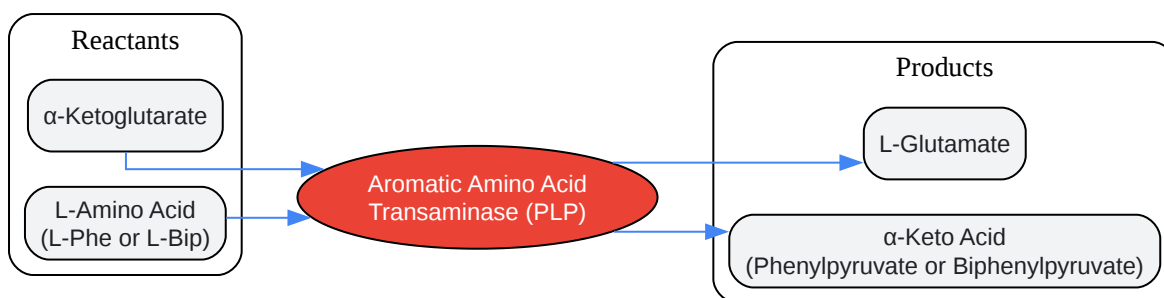 Reactants
α-Ketoglutarate
L-Amino Acid
(L-Phe or L-Bip)
Aromatic Amino Acid
Transaminase (PLP)
Products
L-Glutamate
α-Keto Acid
(Phenylpyruvate or Biphenylpyruvate)